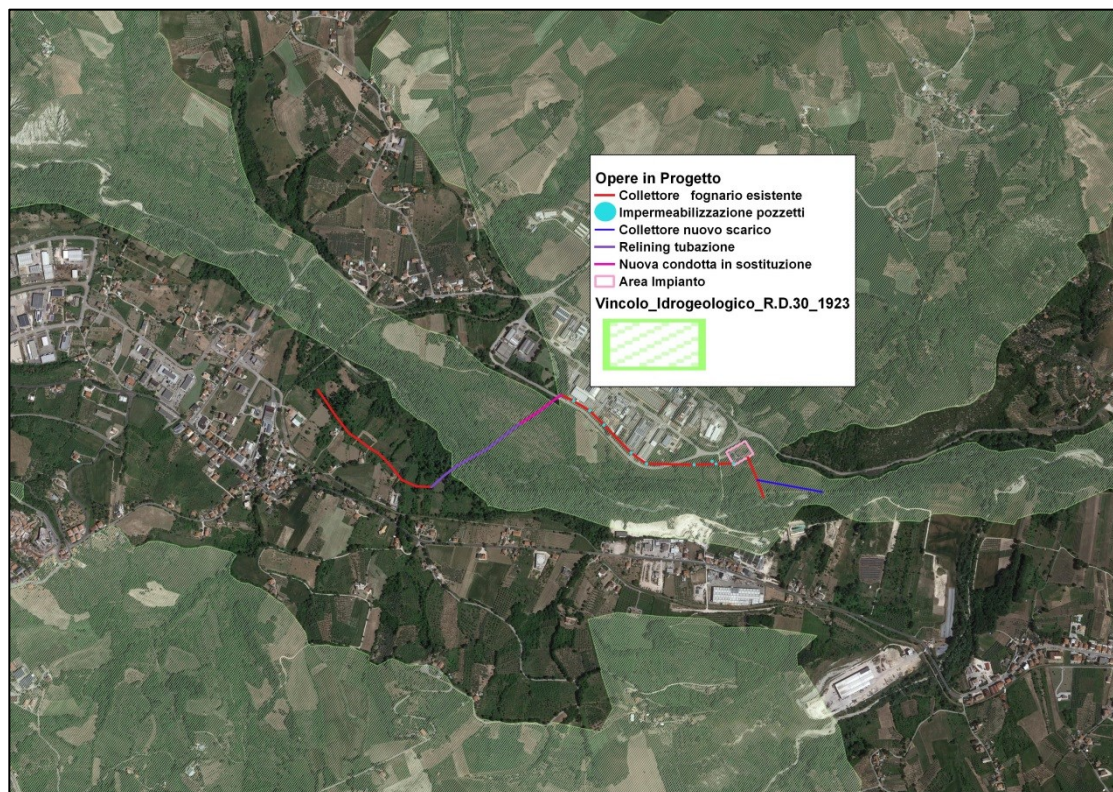 Opere in Progetto
Collettore fognario esistente
Impermeabilizzazione pozzetti
Collettore nuovo scarico
Relining tubazione
Nuova condotta in sostituzione
Area Impianto
Vincolo_Idrogeologico_R.D.30_1923